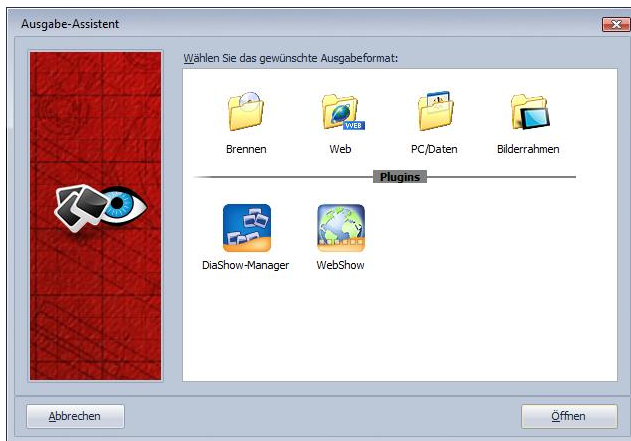 Ausgabe-Assistent
Wählen Sie das gewünschte Ausgabeformat:
WEB
Brennen Web PC/Daten Bilderrahmen
Plugins
DiaShow-Manager WebShow
Abbrechen Öffnen